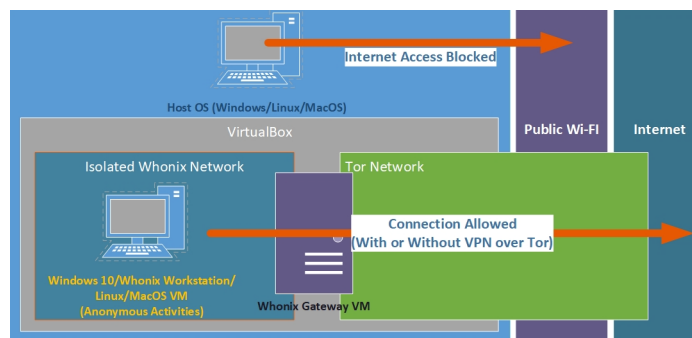 Internet Access Blocked
Host OS (Windows/Linux/MacOS)
VirtualBox
Public Wi-FI
Internet
Isolated Whonix Network
Tor Network
Connection Allowed
(With or Without VPN over Tor)
Windows 10/Whonix Workstation/
Linux/MacOS VM
(Anonymous Activities)
Whonix Gateway VM